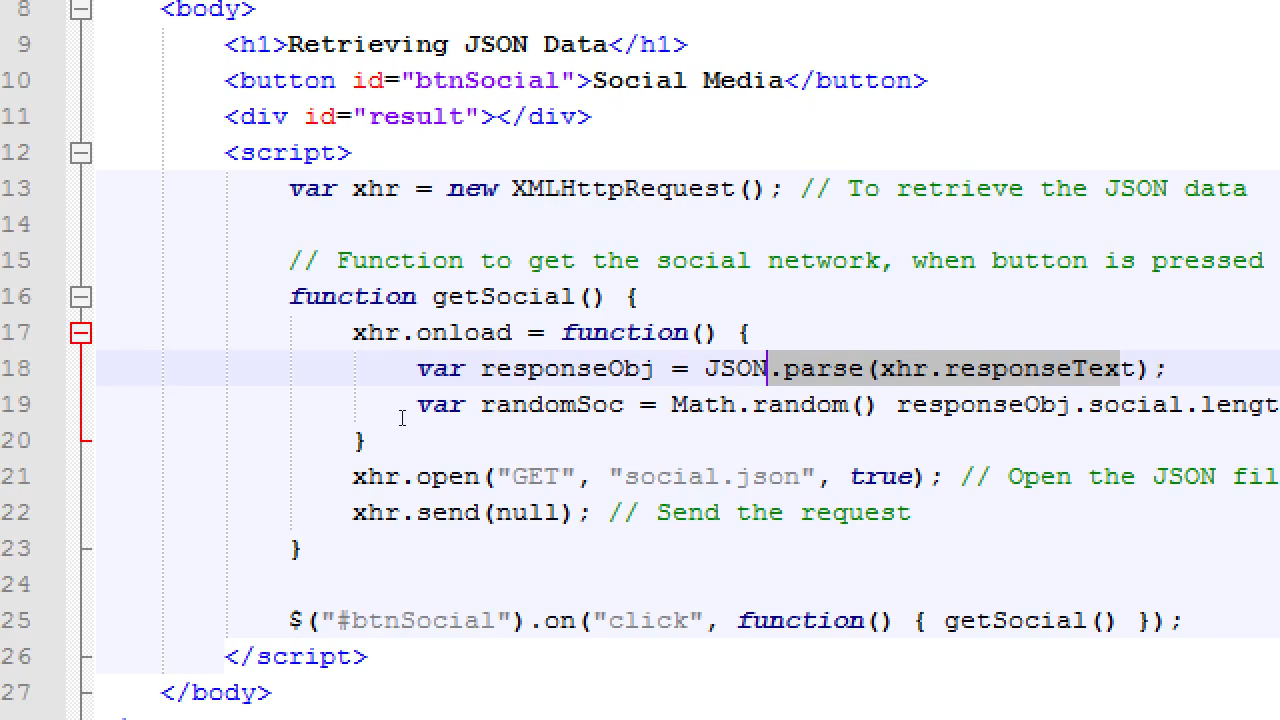 8 <body>
9 <h1>Retrieving JSON Data</h1>
10 <button id="btnSocial">Social Media</button>
11 <div id="result"></div>
12 <script>
13 var xhr = new XMLHttpRequest(); // To retrieve the JSON data
14
15 // Function to get the social network, when button is pressed
16 function getSocial() {
17 xhr.onload = function() {
18 var responseObj = JSON.parse(xhr.responseText);
19 var randomSoc = Math.random() responseObj.social.lengt
20 }
21 xhr.open("GET", "social.json", true); // Open the JSON fil
22 xhr.send(null); // Send the request
23 }
24
25 $("#btnSocial").on("click", function() { getSocial() });
26 </script>
27 </body>